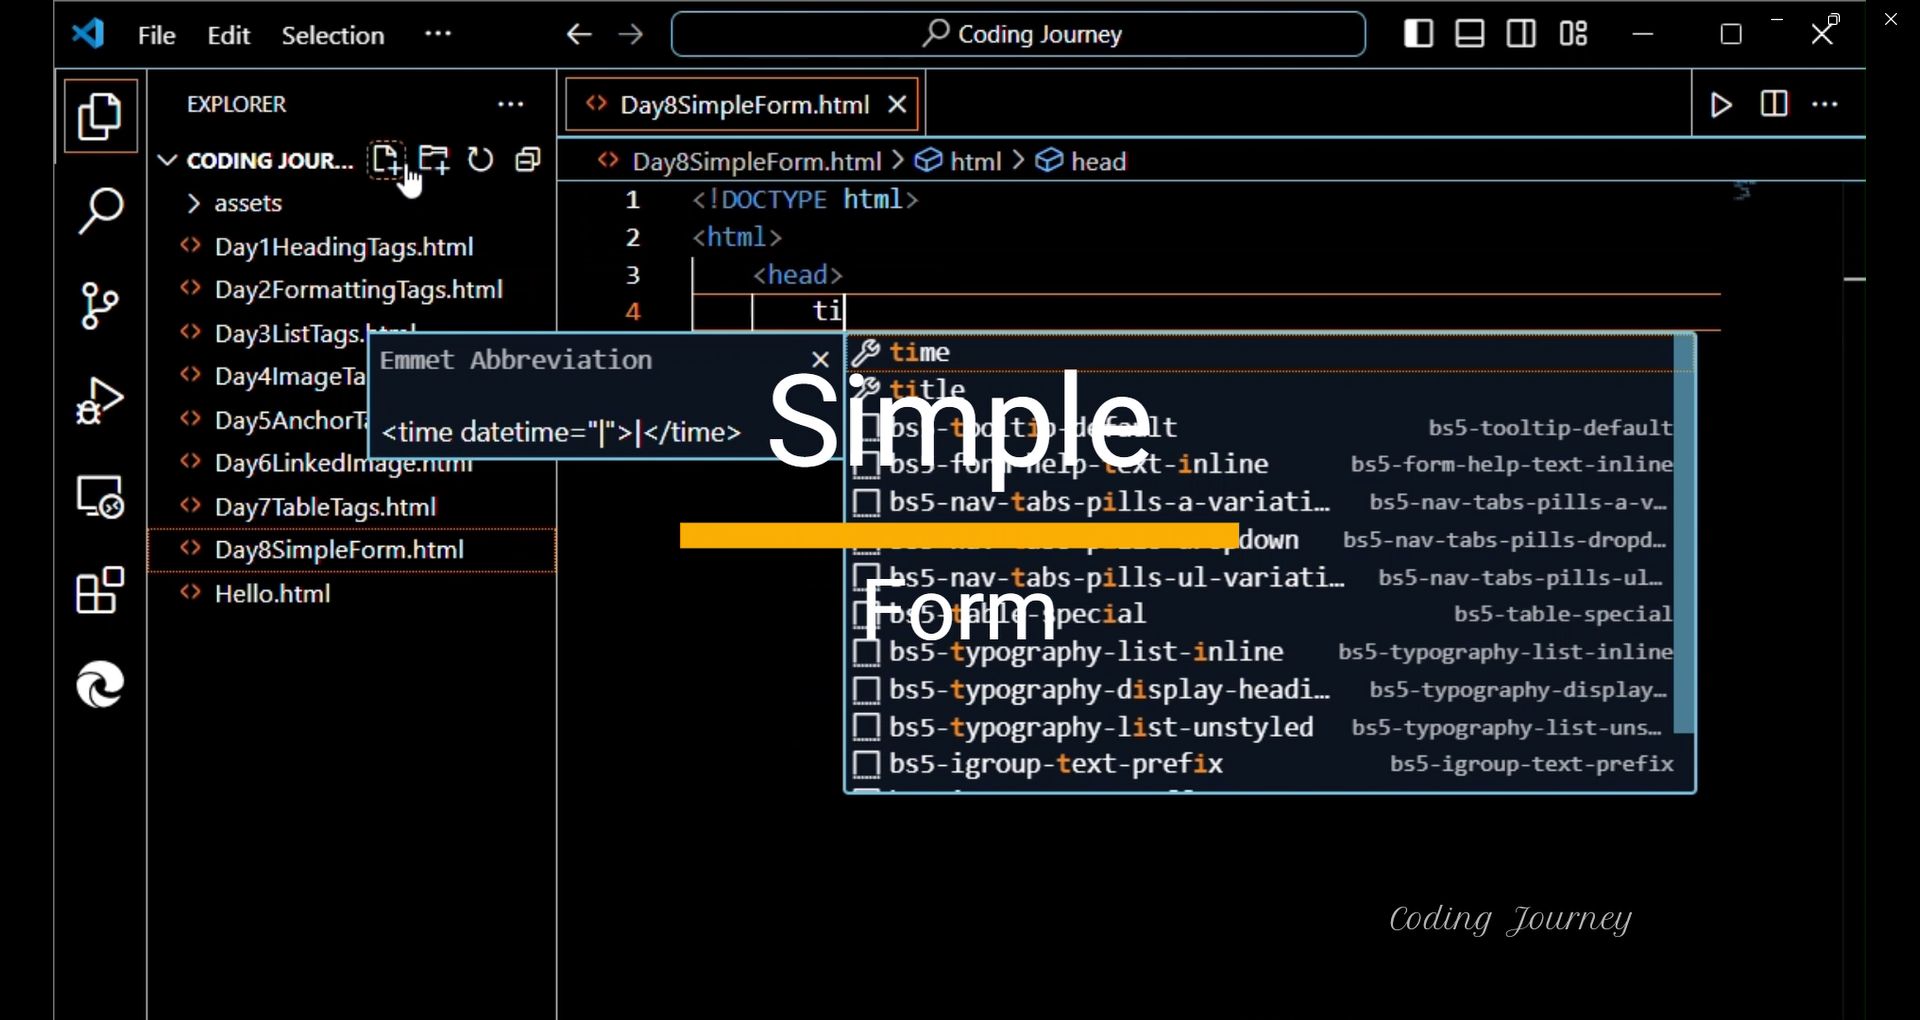 File Edit Selection ···
Coding Journey
EXPLORER ···
Day8SimpleForm.html
CODING JOUR...
Day8SimpleForm.html > html > head
assets
Day1HeadingTags.html
Day2FormattingTags.html
Day3ListTags.html
Day4ImageTa
Day5AnchorTa
Day6LinkedImage.html
Day7TableTags.html
Day8SimpleForm.html
Hello.html
1 <!DOCTYPE html>
2 <html>
3 <head>
4 ti
Emmet Abbreviation
<time datetime="|">|</time>
time
title
bs5-tooltip-default bs5-tooltip-default
bs5-form-help-text-inline bs5-form-help-text-inline
bs5-nav-tabs-pills-a-variati... bs5-nav-tabs-pills-a-v...
down bs5-nav-tabs-pills-dropd...
bs5-nav-tabs-pills-ul-variati... bs5-nav-tabs-pills-ul...
bs5-table-special bs5-table-special
bs5-typography-list-inline bs5-typography-list-inline
bs5-typography-display-headi... bs5-typography-display...
bs5-typography-list-unstyled bs5-typography-list-uns...
bs5-igroup-text-prefix bs5-igroup-text-prefix
Simple
Form
Coding Journey